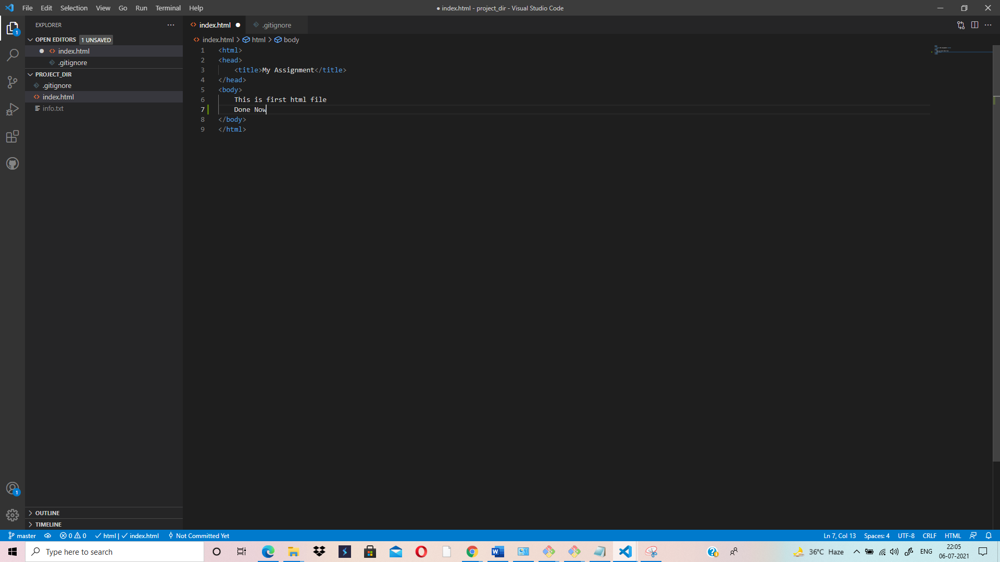 File Edit Selection View Go Run Terminal Help
● index.html - project_dir - Visual Studio Code
EXPLORER
OPEN EDITORS 1 UNSAVED
index.html
.gitignore
PROJECT_DIR
.gitignore
index.html
info.txt
OUTLINE
TIMELINE
index.html .gitignore
index.html > html > body
1 <html>
2 <head>
3 <title>My Assignment</title>
4 </head>
5 <body>
6 This is first html file
7 Done Now
8 </body>
9 </html>
1
1
master 0 0 html | index.html Not Committed Yet Ln 7, Col 13 Spaces: 4 UTF-8 CRLF HTML
Type here to search 36°C Haze ENG 22:05
06-07-2021